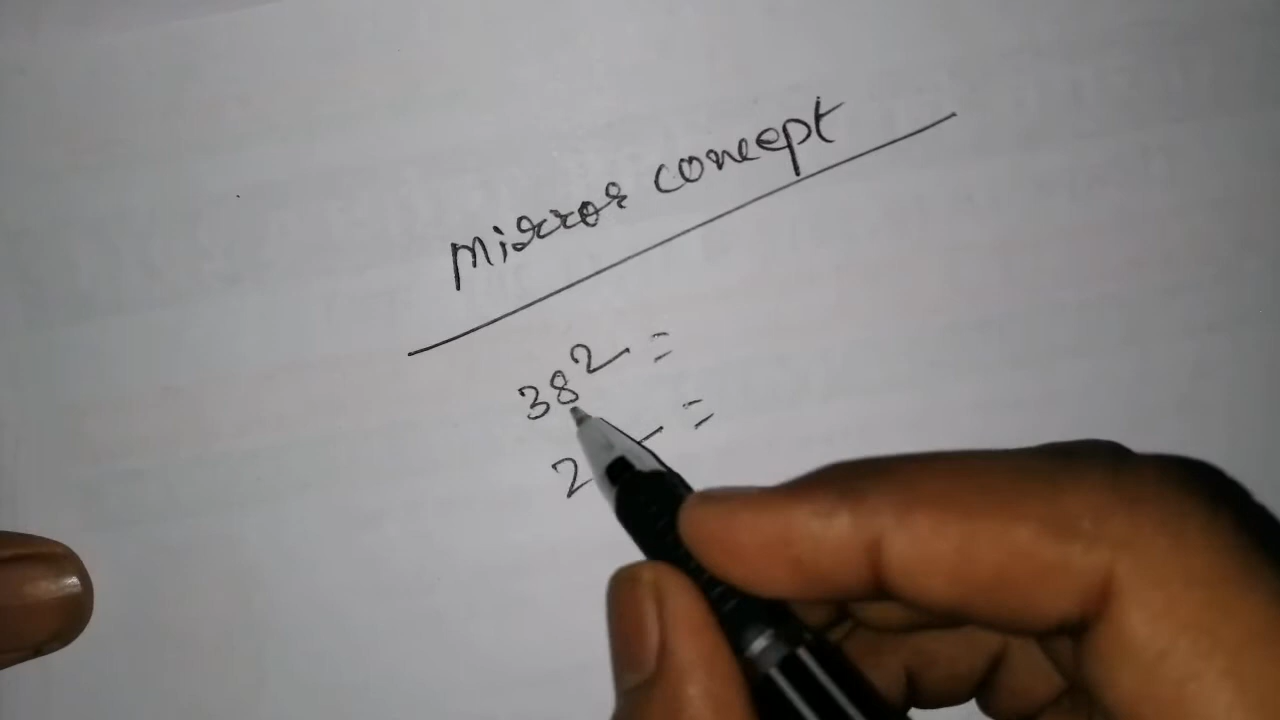 mirror concept
38² =
2 =